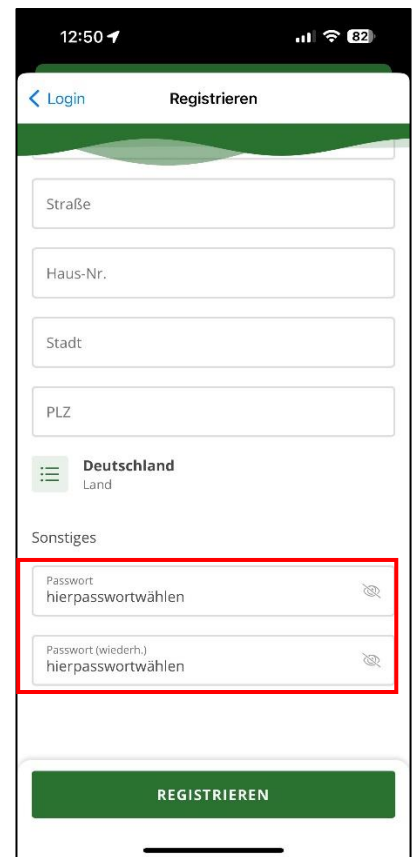 12:50 82
Login Registrieren
Straße
Haus-Nr.
Stadt
PLZ
Deutschland
Land
Sonstiges
Passwort
hierpasswortwählen
Passwort (wiederh.)
hierpasswortwählen
REGISTRIEREN